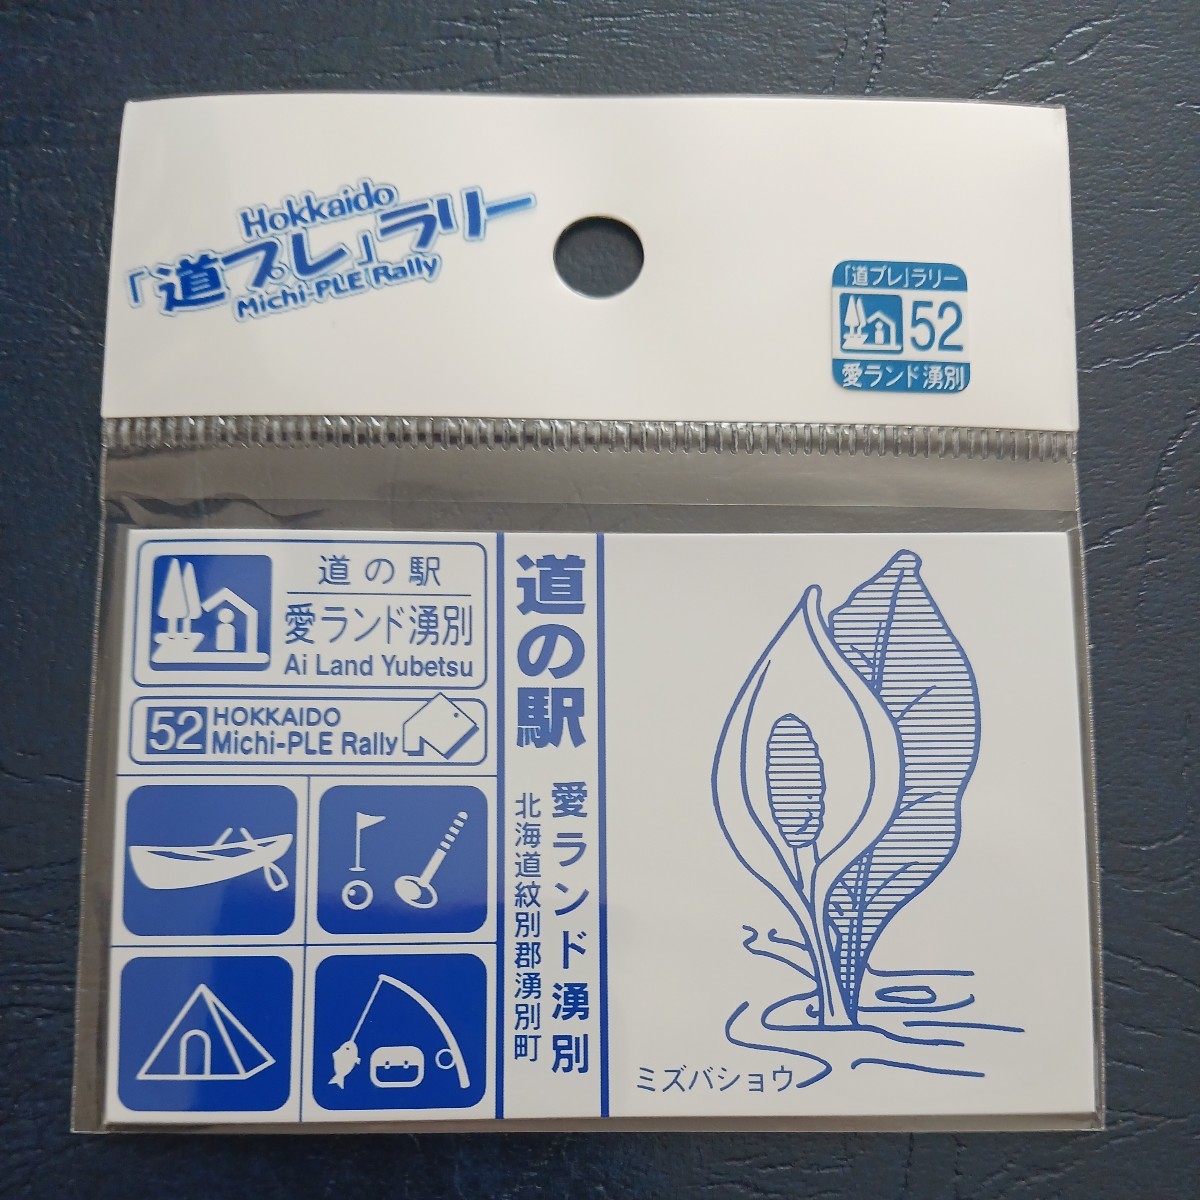 Hokkaido
「道プレ」ラリー
Michi-PLE Rally
「道プレ」ラリー
52
愛ランド湧別
道の駅
愛ランド湧別
Ai Land Yubetsu
52
HOKKAIDO
Michi-PLE Rally
道の駅 愛ランド湧別
北海道紋別郡湧別町
ミズバショウ